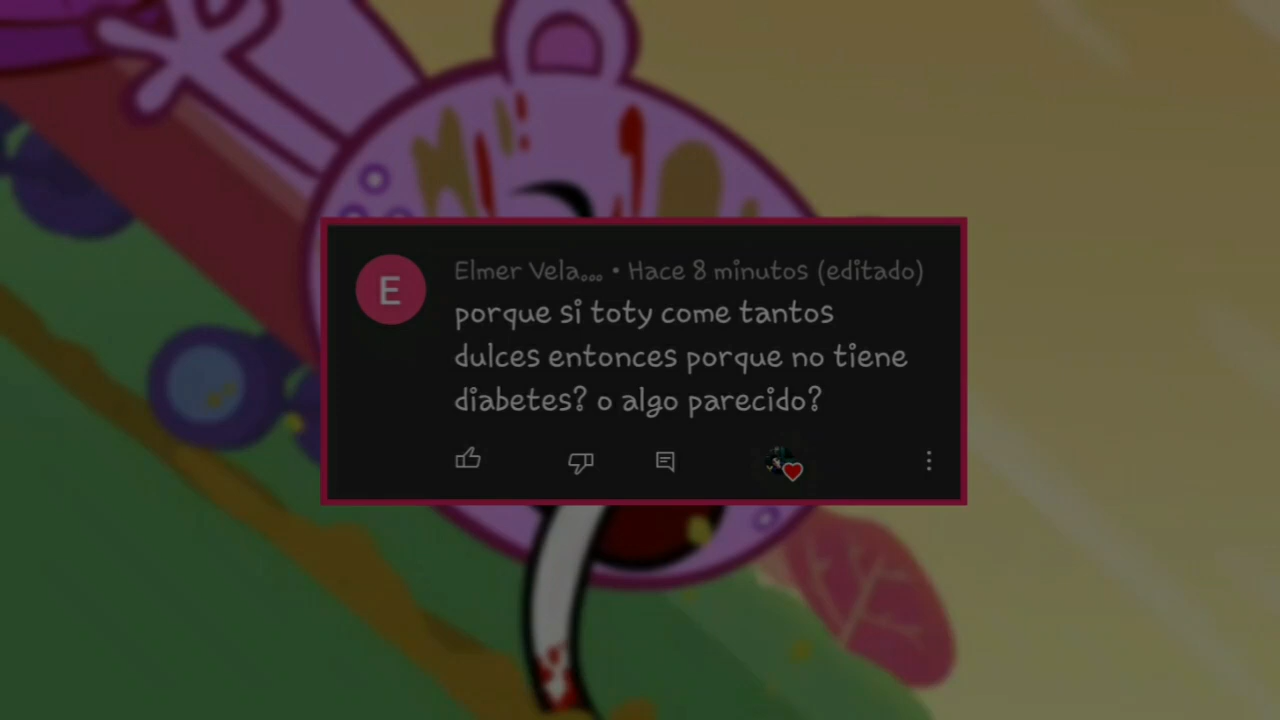 E
Elmer Vela... • Hace 8 minutos (editado)
porque si toty come tantos
dulces entonces porque no tiene
diabetes? o algo parecido?